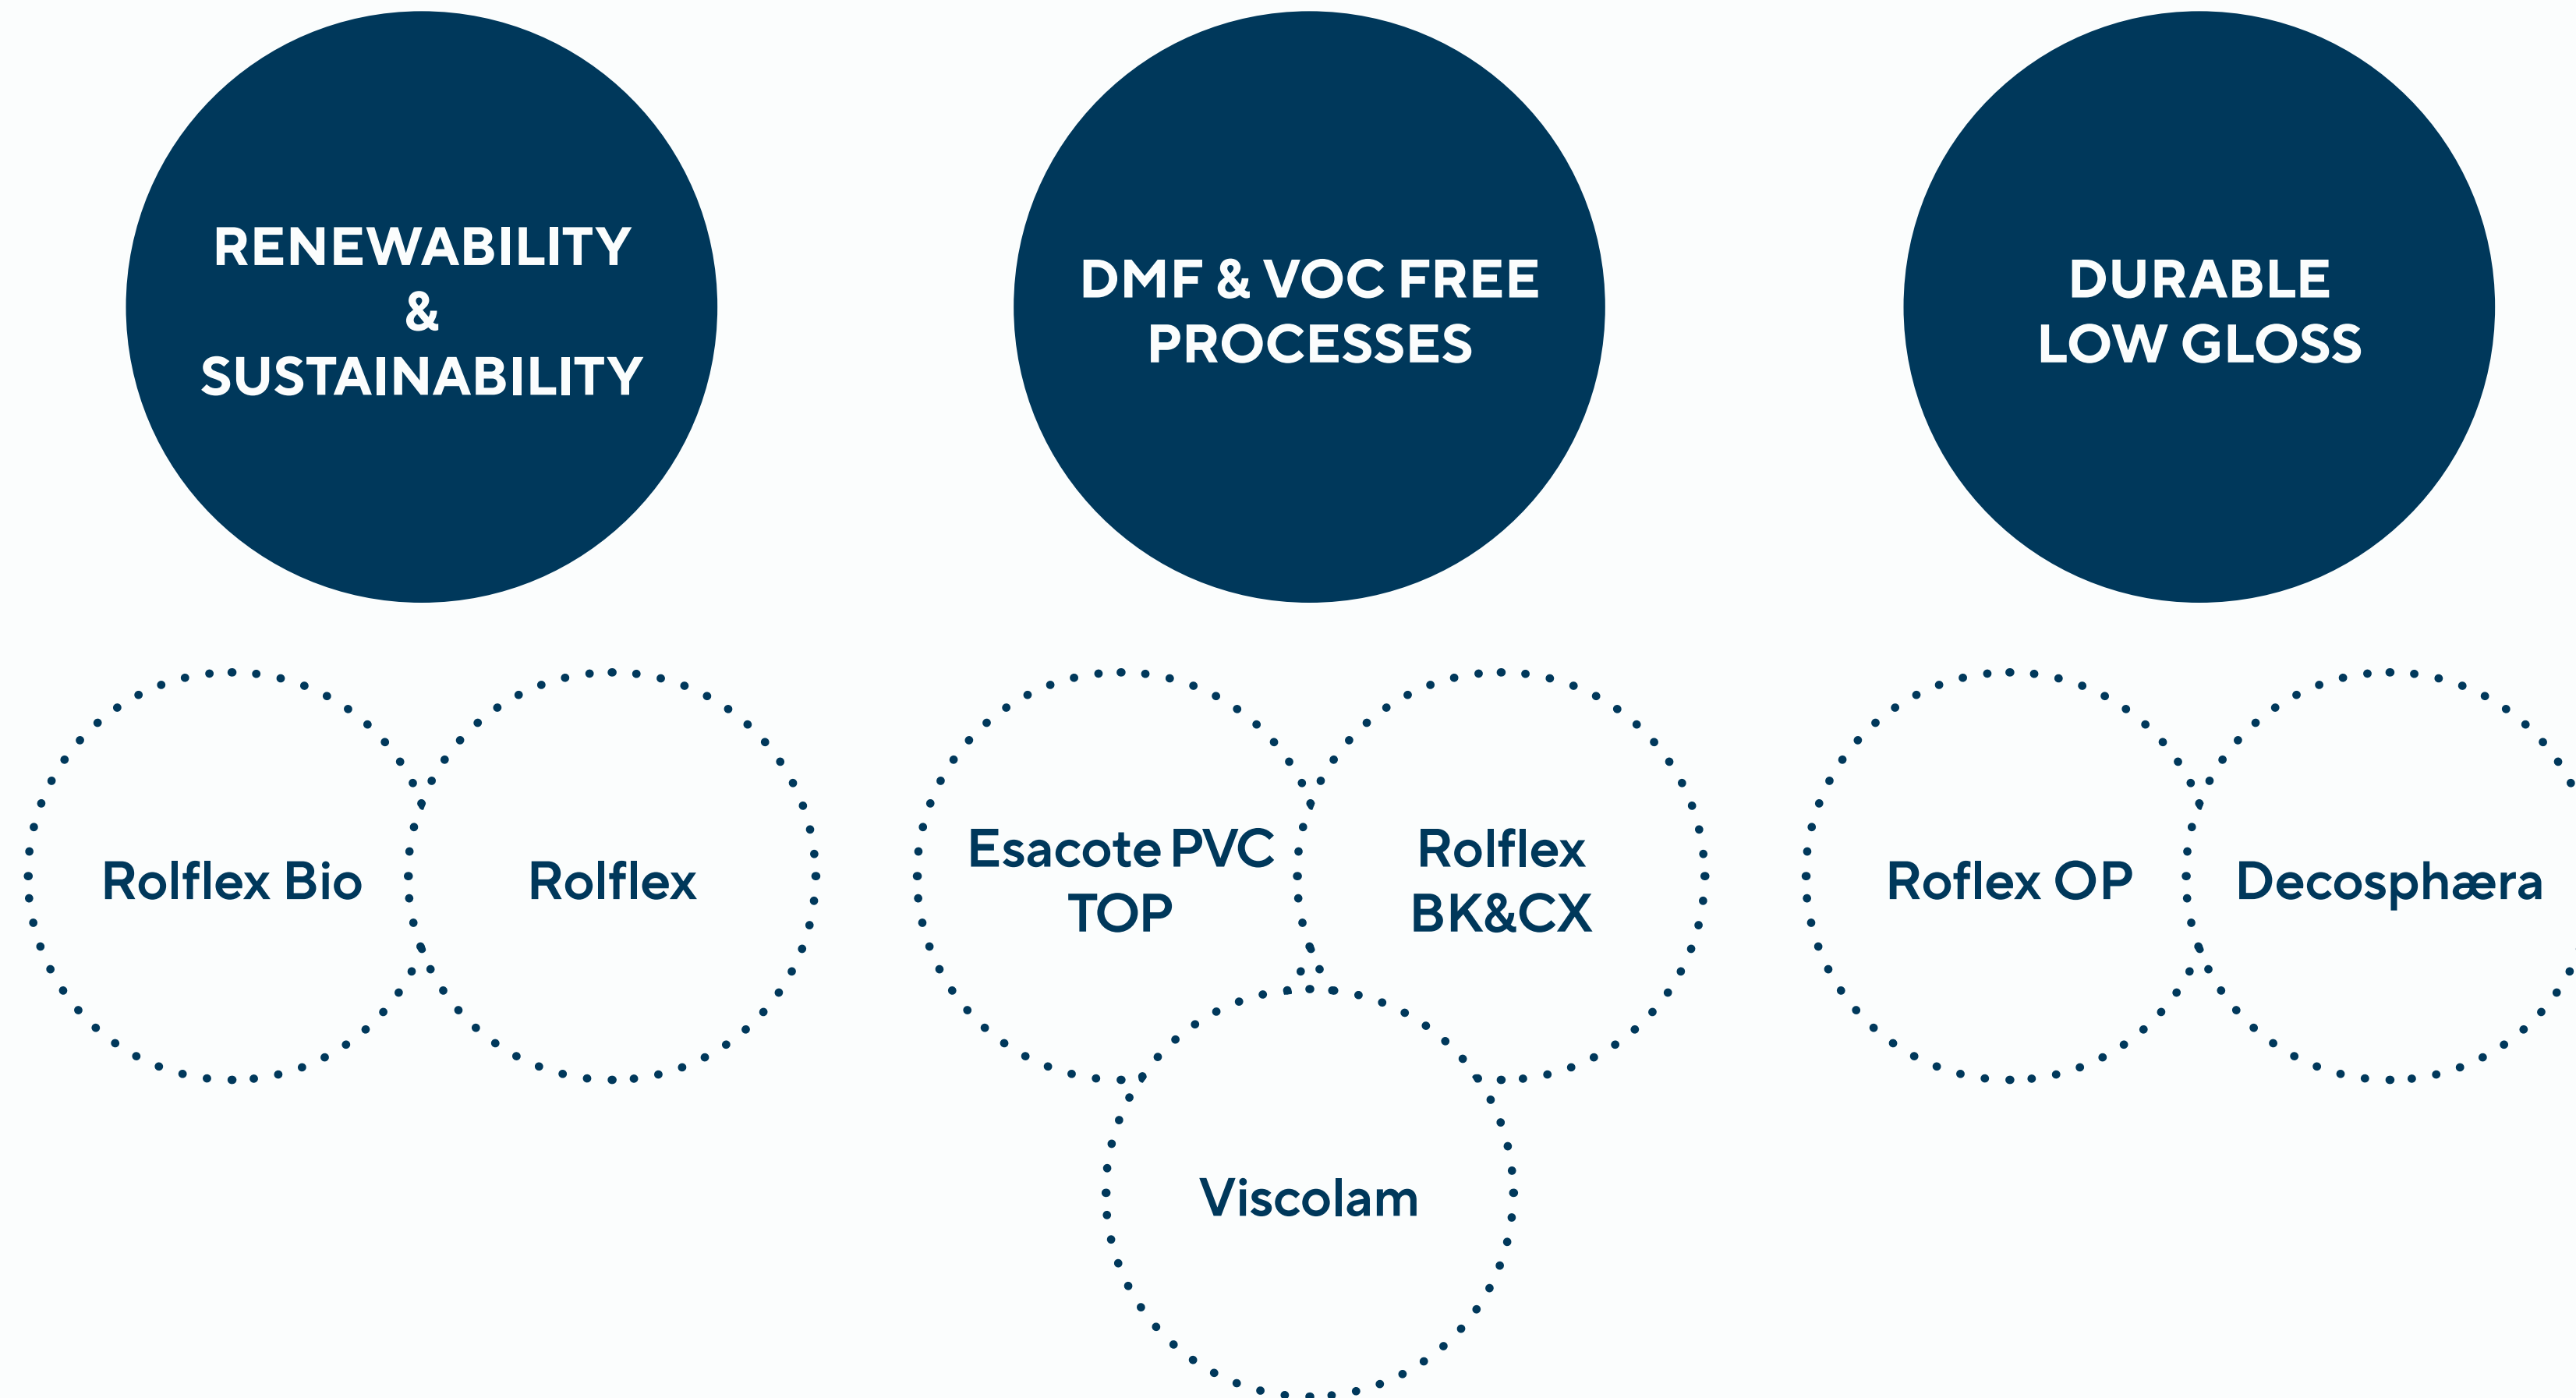 RENEWABILITY
&
SUSTAINABILITY
DMF & VOC FREE
PROCESSES
DURABLE
LOW GLOSS
Rolflex Bio
Rolflex
Esacote PVC
TOP
Rolflex
BK&CX
Viscolam
Roflex OP
Decosphæra